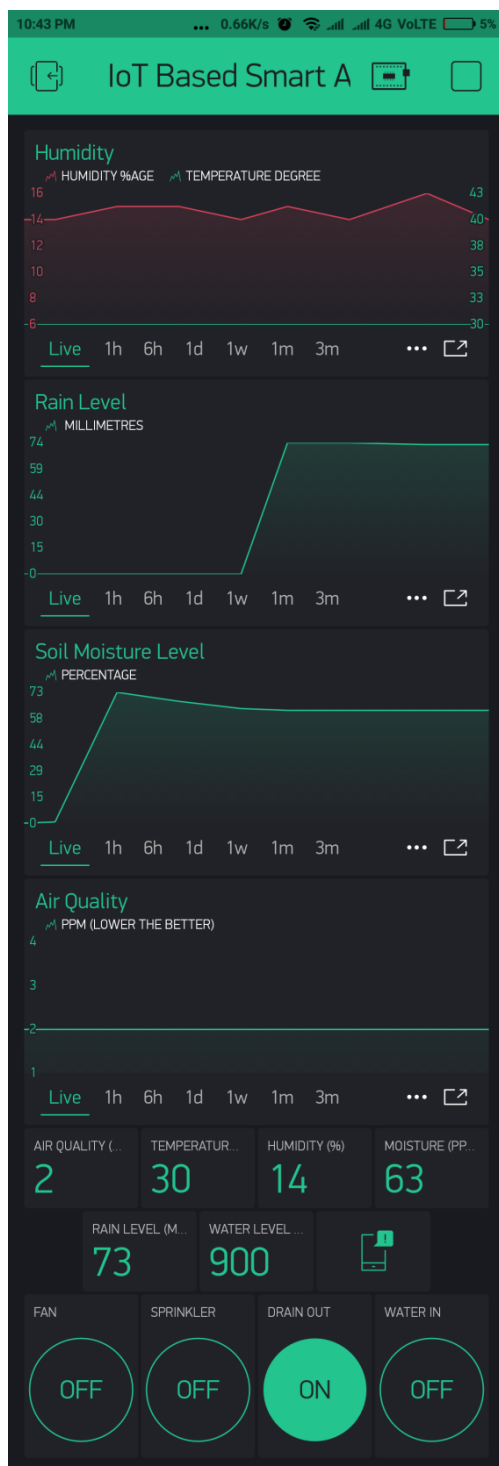 10:43 PM ... 0.66K/s 4G VoLTE 5%
IoT Based Smart A
Humidity
HUMIDITY %AGE TEMPERATURE DEGREE
16 43
14 40
12 38
10 35
8 33
6 30
Live 1h 6h 1d 1w 1m 3m
Rain Level
MILLIMETRES
74
59
44
30
15
0
Live 1h 6h 1d 1w 1m 3m
Soil Moisture Level
PERCENTAGE
73
58
44
29
15
0
Live 1h 6h 1d 1w 1m 3m
Air Quality
PPM (LOWER THE BETTER)
4
3
2
1
Live 1h 6h 1d 1w 1m 3m
AIR QUALITY (... TEMPERATUR... HUMIDITY (%) MOISTURE (PP...
2 30 14 63
RAIN LEVEL (M... WATER LEVEL ...
73 900
FAN SPRINKLER DRAIN OUT WATER IN
OFF OFF ON OFF